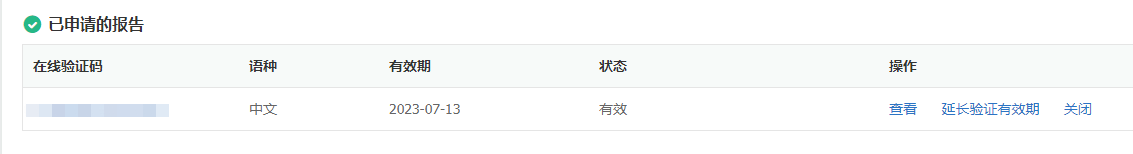 已申请的报告
在线验证码 语种 有效期 状态 操作
中文 2023-07-13 有效 查看 延长验证有效期 关闭